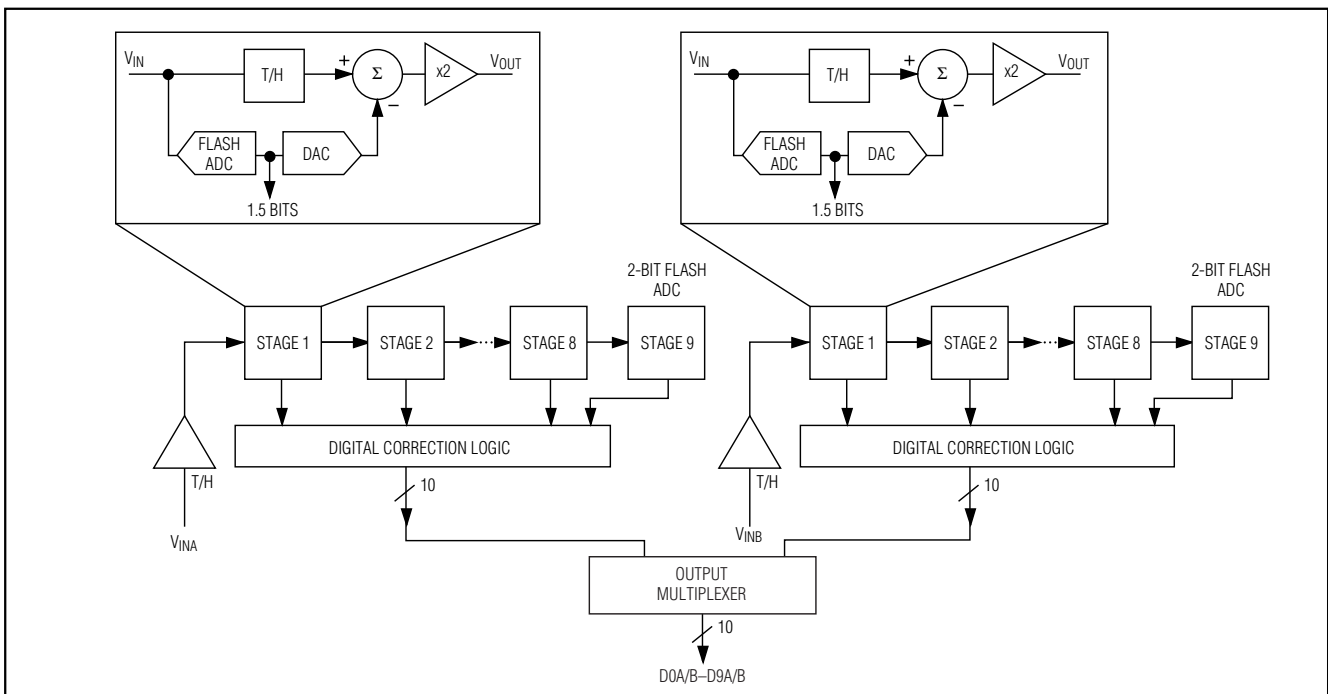 VIN
T/H
+
Σ
–
x2
VOUT
FLASH
ADC
DAC
1.5 BITS
VIN
T/H
+
Σ
–
x2
VOUT
FLASH
ADC
DAC
1.5 BITS
2-BIT FLASH
ADC
STAGE 1
STAGE 2
STAGE 8
STAGE 9
2-BIT FLASH
ADC
STAGE 1
STAGE 2
STAGE 8
STAGE 9
DIGITAL CORRECTION LOGIC
DIGITAL CORRECTION LOGIC
T/H
10
T/H
10
VINA
VINB
OUTPUT
MULTIPLEXER
10
D0A/B–D9A/B